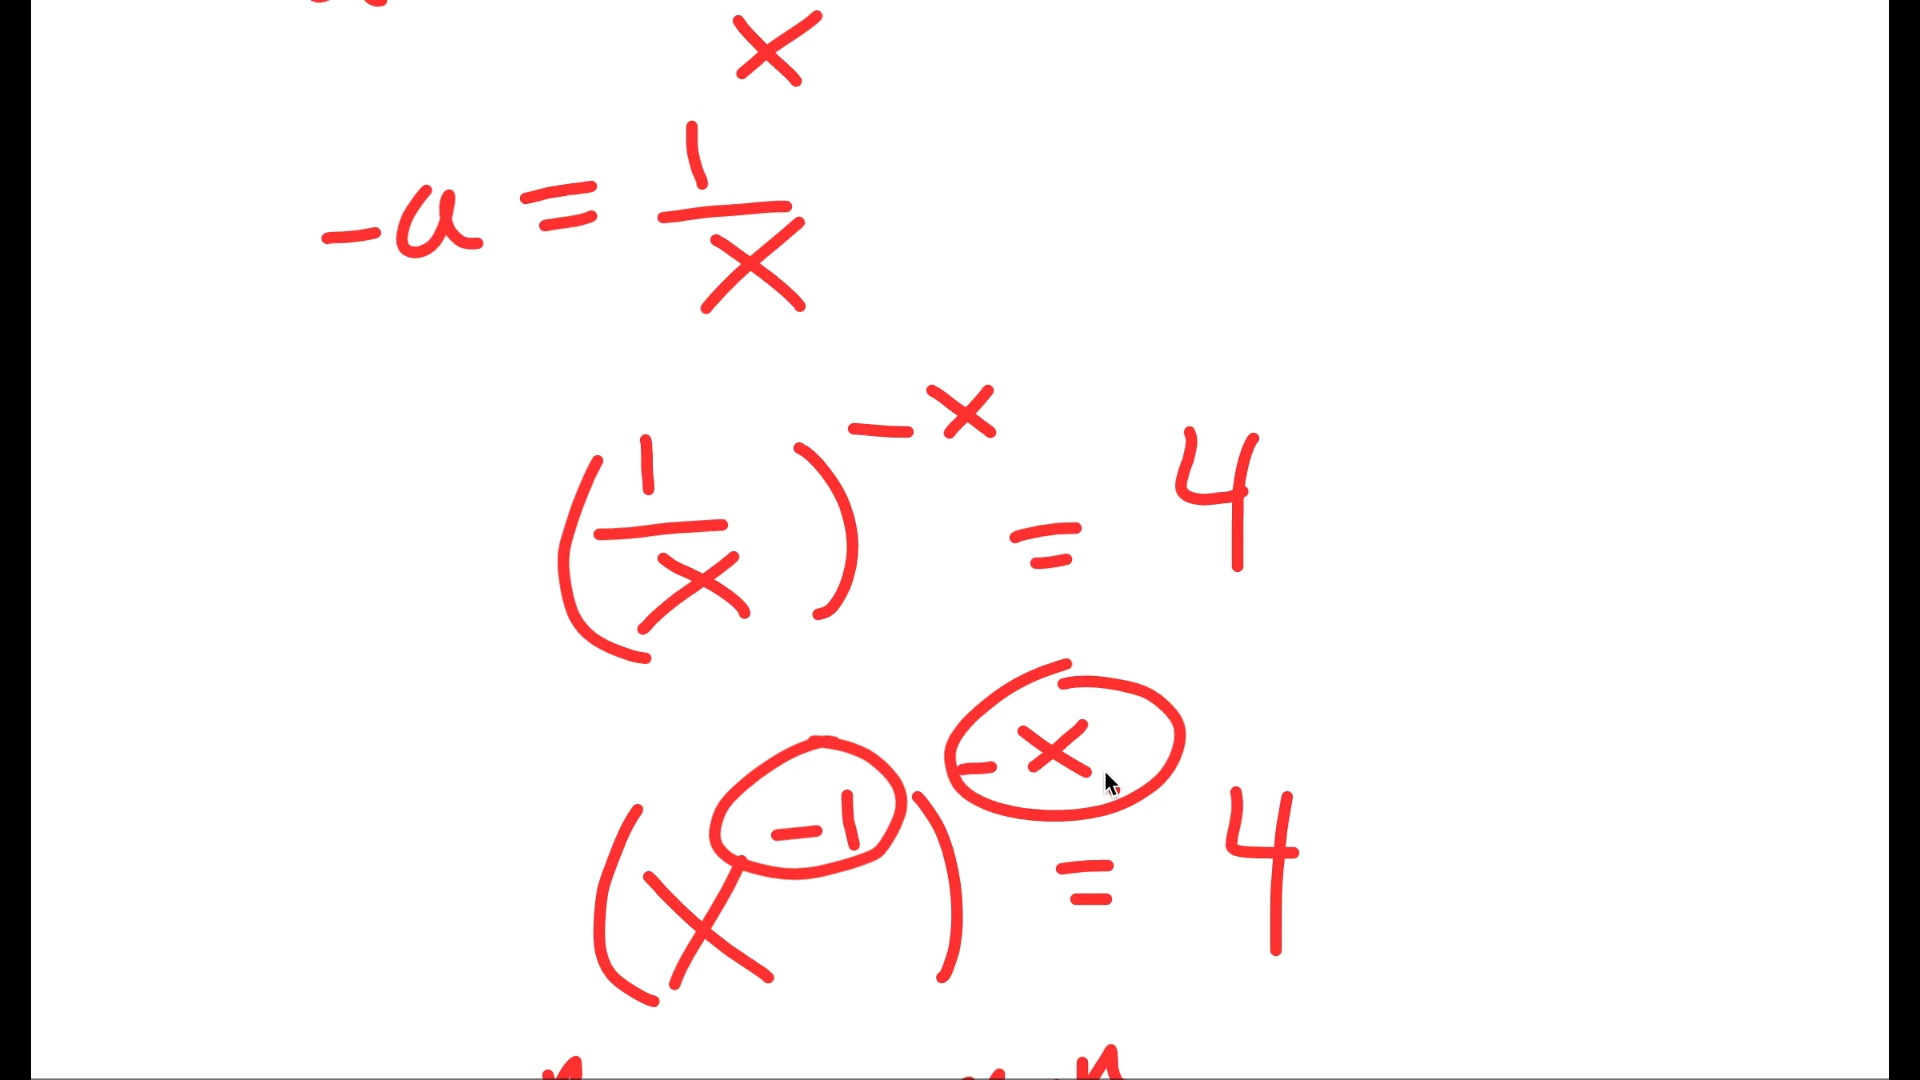 x
-a = 1/x
(1/x)^-x = 4
(x^-1)^-x = 4